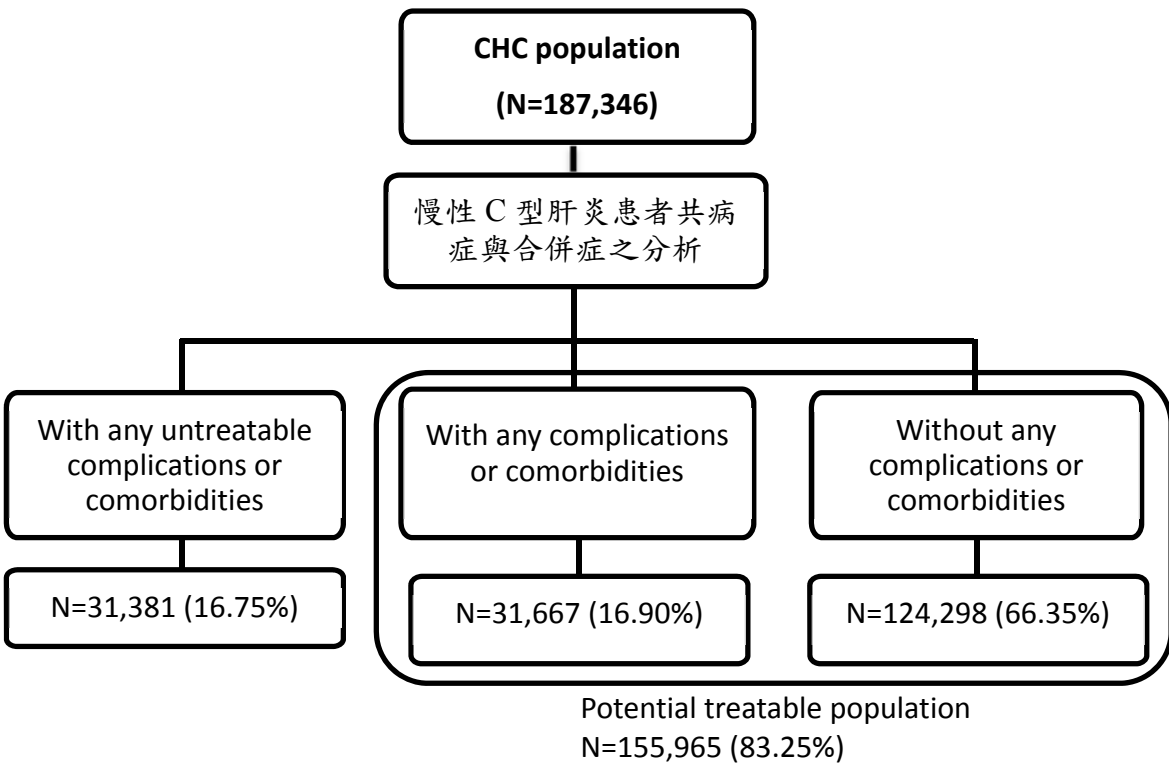 CHC population
(N=187,346)
慢性 C 型肝炎患者共病
症與合併症之分析
With any untreatable
complications or
comorbidities
With any complications
or comorbidities
Without any
complications or
comorbidities
N=31,381 (16.75%)
N=31,667 (16.90%)
N=124,298 (66.35%)
Potential treatable population
N=155,965 (83.25%)